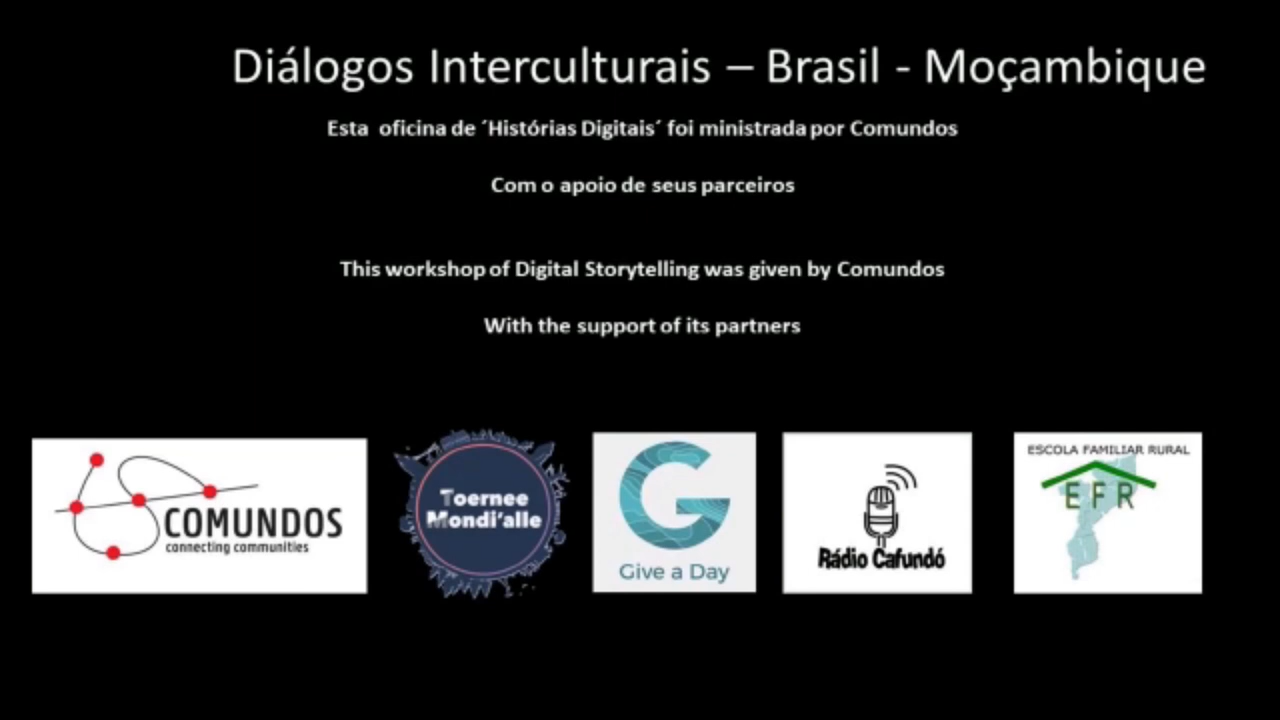 Diálogos Interculturais – Brasil - Moçambique
Esta oficina de ´Histórias Digitais´ foi ministrada por Comundos
Com o apoio de seus parceiros
This workshop of Digital Storytelling was given by Comundos
With the support of its partners
COMUNDOS
connecting communities
Toernee
Mondi'alle
Give a Day
Rádio Cafundó
ESCOLA FAMILIAR RURAL
EFR